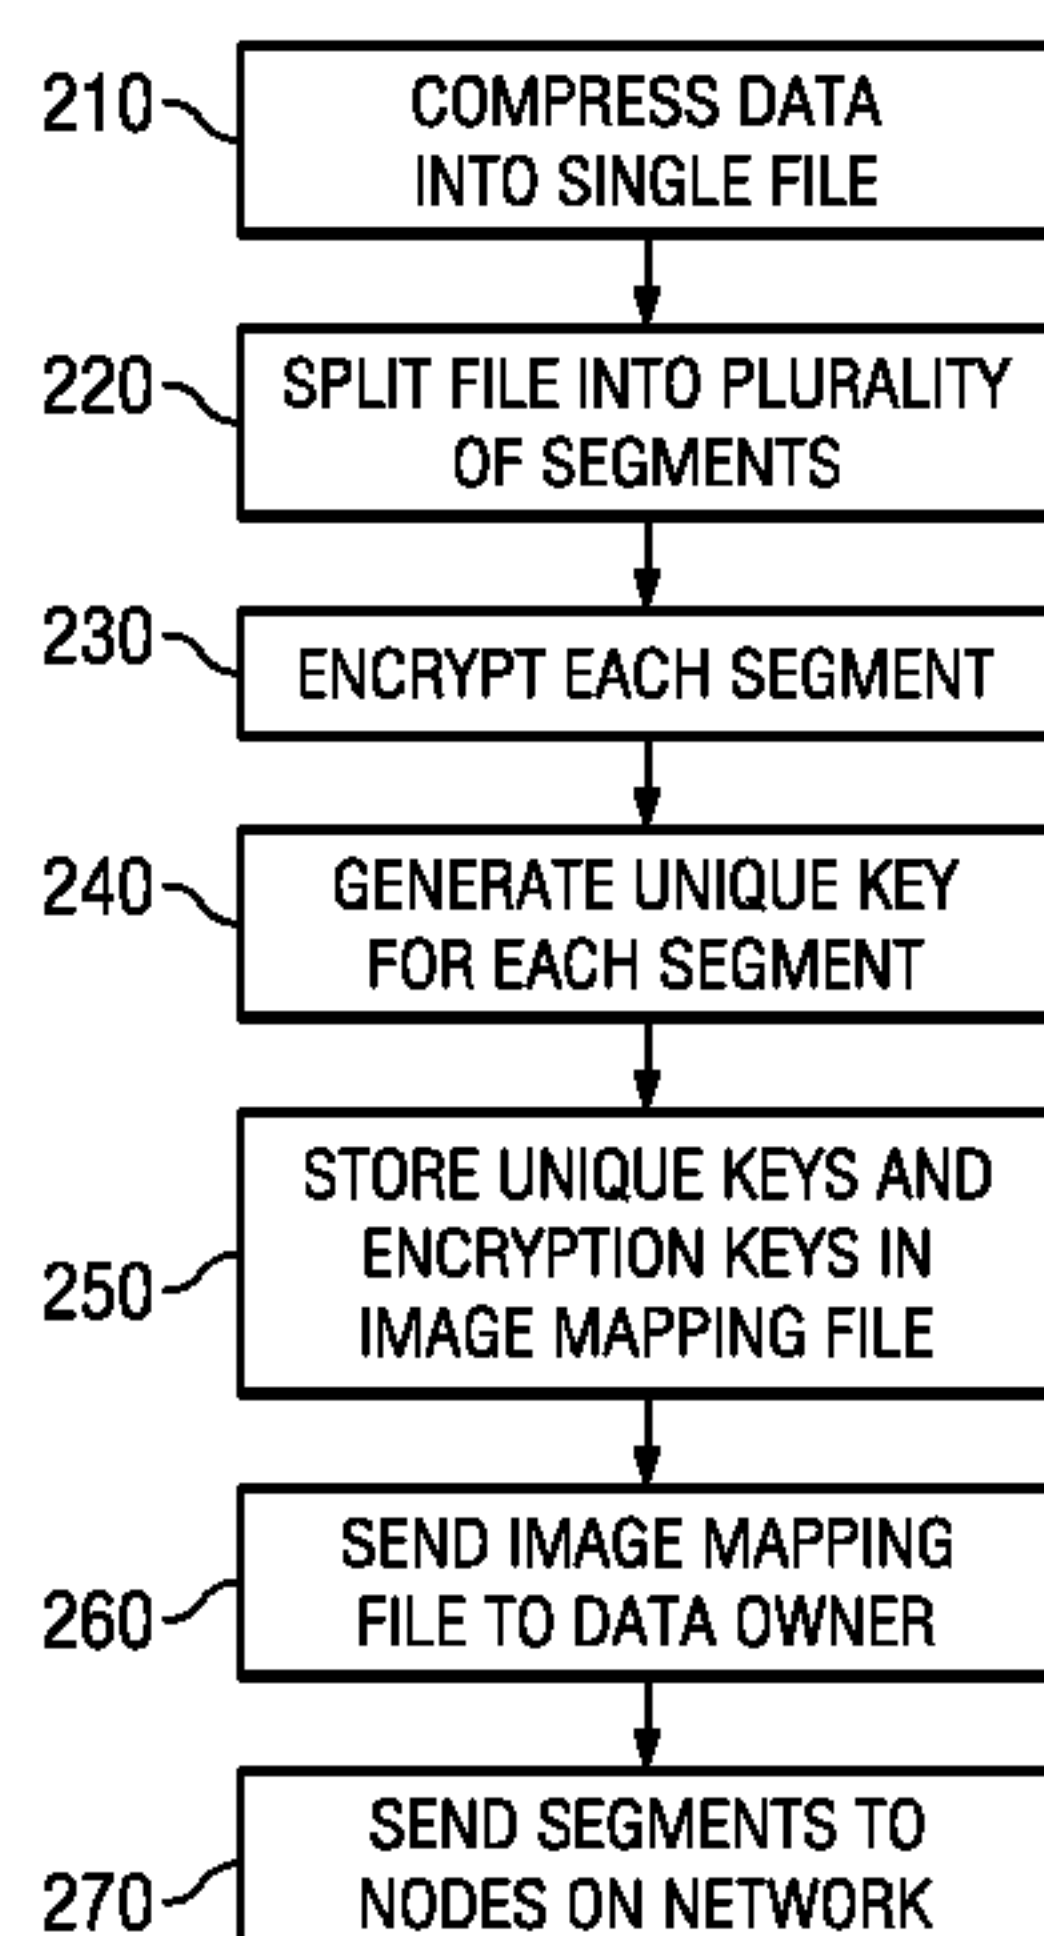 210
COMPRESS DATA
INTO SINGLE FILE
220
SPLIT FILE INTO PLURALITY
OF SEGMENTS
230
ENCRYPT EACH SEGMENT
240
GENERATE UNIQUE KEY
FOR EACH SEGMENT
250
STORE UNIQUE KEYS AND
ENCRYPTION KEYS IN
IMAGE MAPPING FILE
260
SEND IMAGE MAPPING
FILE TO DATA OWNER
270
SEND SEGMENTS TO
NODES ON NETWORK